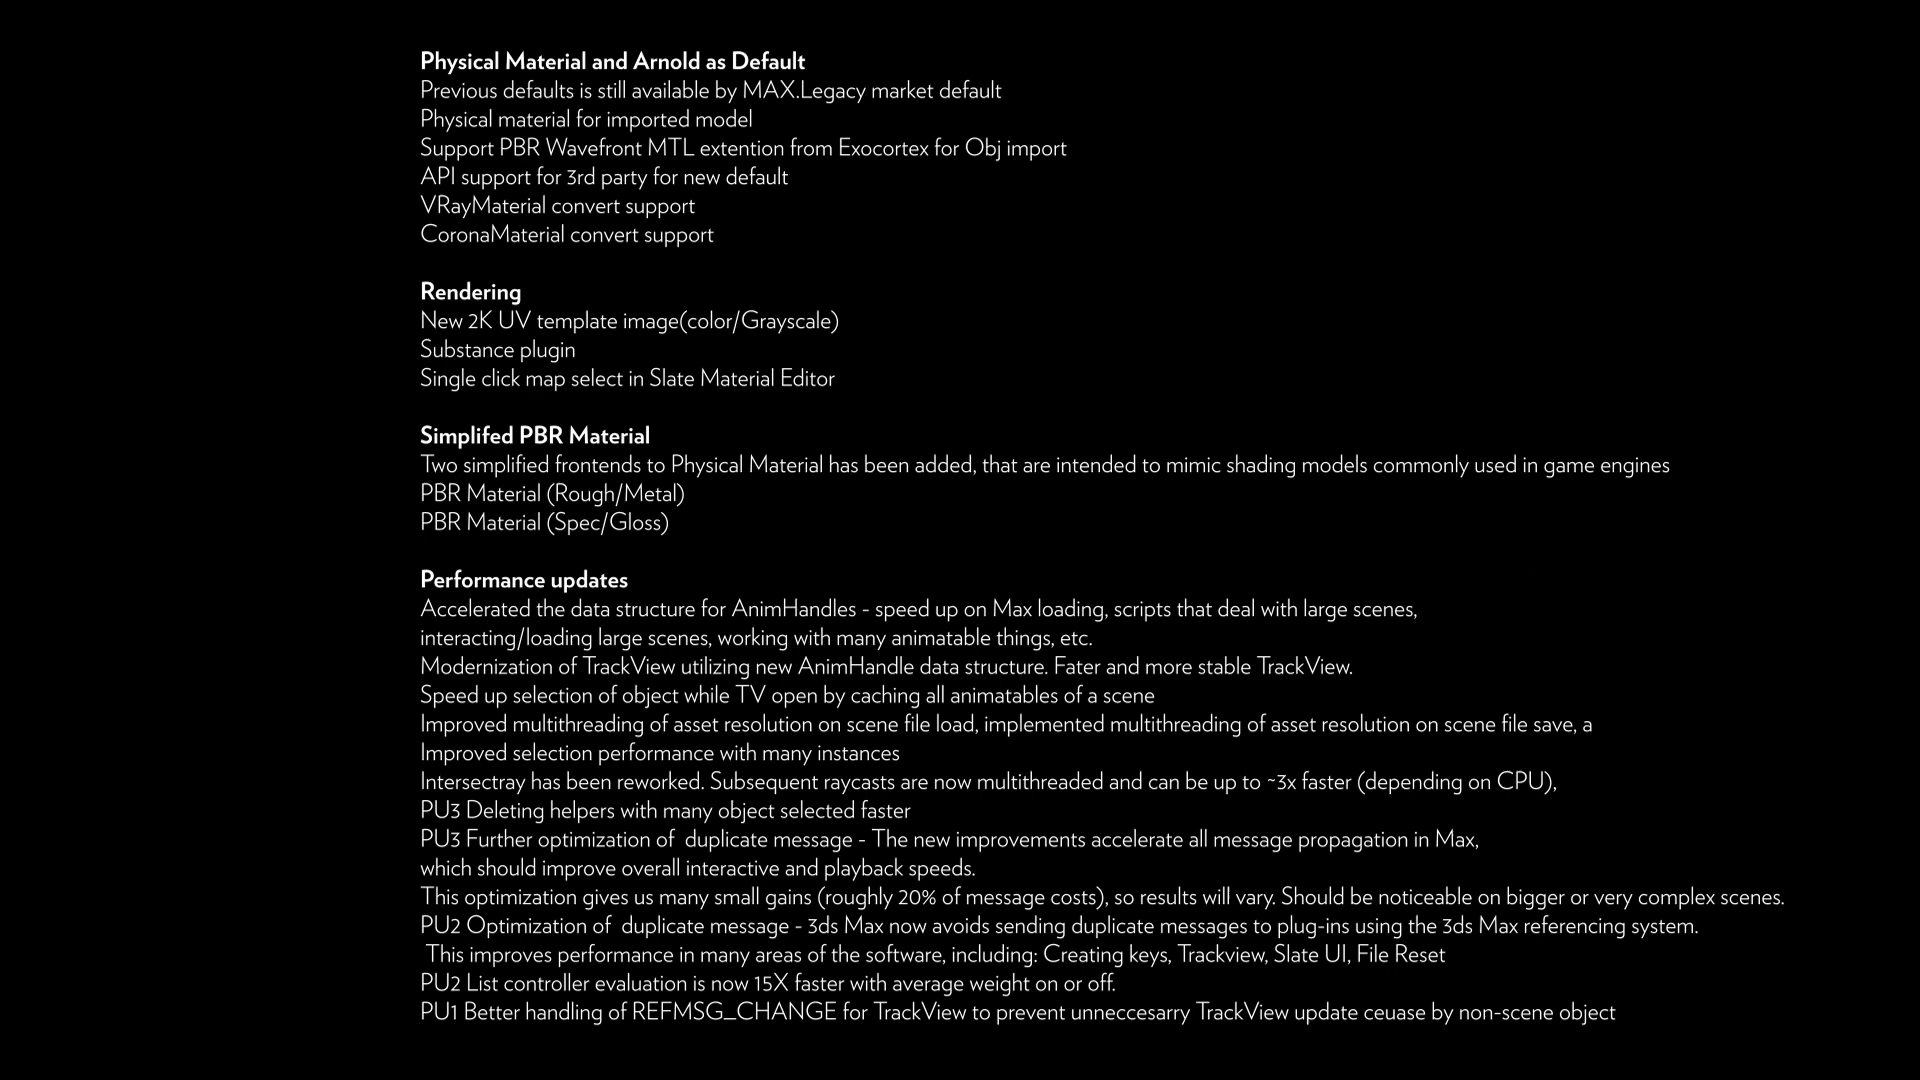 Physical Material and Arnold as Default
Previous defaults is still available by MAX.Legacy market default
Physical material for imported model
Support PBR Wavefront MTL extention from Exocortex for Obj import
API support for 3rd party for new default
VRayMaterial convert support
CoronaMaterial convert support
Rendering
New 2K UV template image(color/Grayscale)
Substance plugin
Single click map select in Slate Material Editor
Simplifed PBR Material
Two simplified frontends to Physical Material has been added, that are intended to mimic shading models commonly used in game engines
PBR Material (Rough/Metal)
PBR Material (Spec/Gloss)
Performance updates
Accelerated the data structure for AnimHandles - speed up on Max loading, scripts that deal with large scenes,
interacting/loading large scenes, working with many animatable things, etc.
Modernization of TrackView utilizing new AnimHandle data structure. Fater and more stable TrackView.
Speed up selection of object while TV open by caching all animatables of a scene
Improved multithreading of asset resolution on scene file load, implemented multithreading of asset resolution on scene file save, a
Improved selection performance with many instances
Intersectray has been reworked. Subsequent raycasts are now multithreaded and can be up to ~3x faster (depending on CPU),
PU3 Deleting helpers with many object selected faster
PU3 Further optimization of  duplicate message - The new improvements accelerate all message propagation in Max,
which should improve overall interactive and playback speeds.
This optimization gives us many small gains (roughly 20% of message costs), so results will vary. Should be noticeable on bigger or very complex scenes.
PU2 Optimization of  duplicate message - 3ds Max now avoids sending duplicate messages to plug-ins using the 3ds Max referencing system.
This improves performance in many areas of the software, including: Creating keys, Trackview, Slate UI, File Reset
PU2 List controller evaluation is now 15X faster with average weight on or off.
PU1 Better handling of REFMSG_CHANGE for TrackView to prevent unneccesarry TrackView update ceuase by non-scene object